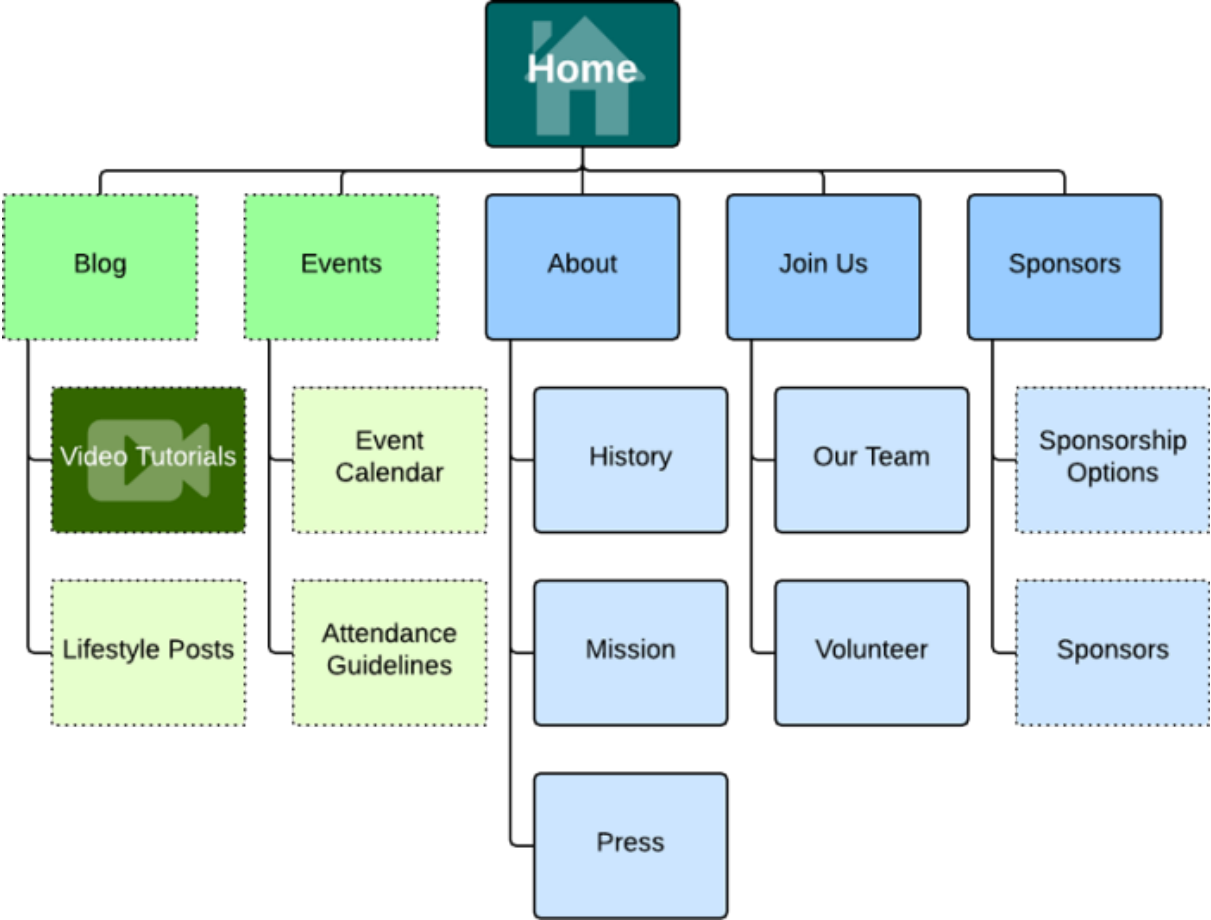 Home
Blog
Events
About
Join Us
Sponsors
Video Tutorials
Event
Calendar
History
Our Team
Sponsorship
Options
Lifestyle Posts
Attendance
Guidelines
Mission
Volunteer
Sponsors
Press